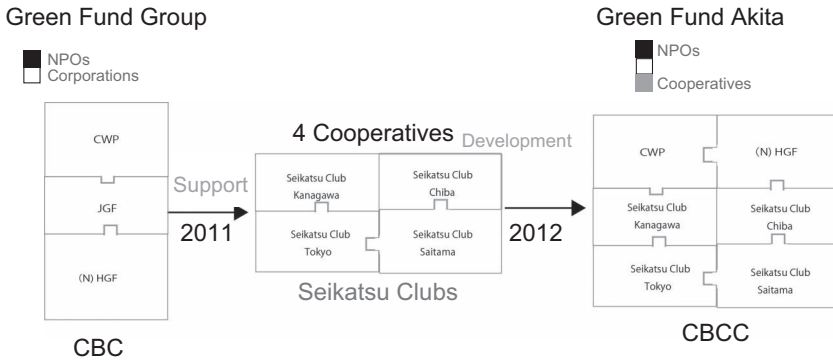 Green Fund Group
NPOs
Corporations
CWP
JGF
(N) HGF
CBC
Support
2011
4 Cooperatives
Seikatsu Club
Kanagawa
Seikatsu Club
Chiba
Seikatsu Club
Tokyo
Seikatsu Club
Saitama
Seikatsu Clubs
Development
2012
Green Fund Akita
NPOs
Cooperatives
CWP
(N) HGF
Seikatsu Club
Kanagawa
Seikatsu Club
Chiba
Seikatsu Club
Tokyo
Seikatsu Club
Saitama
CBCC